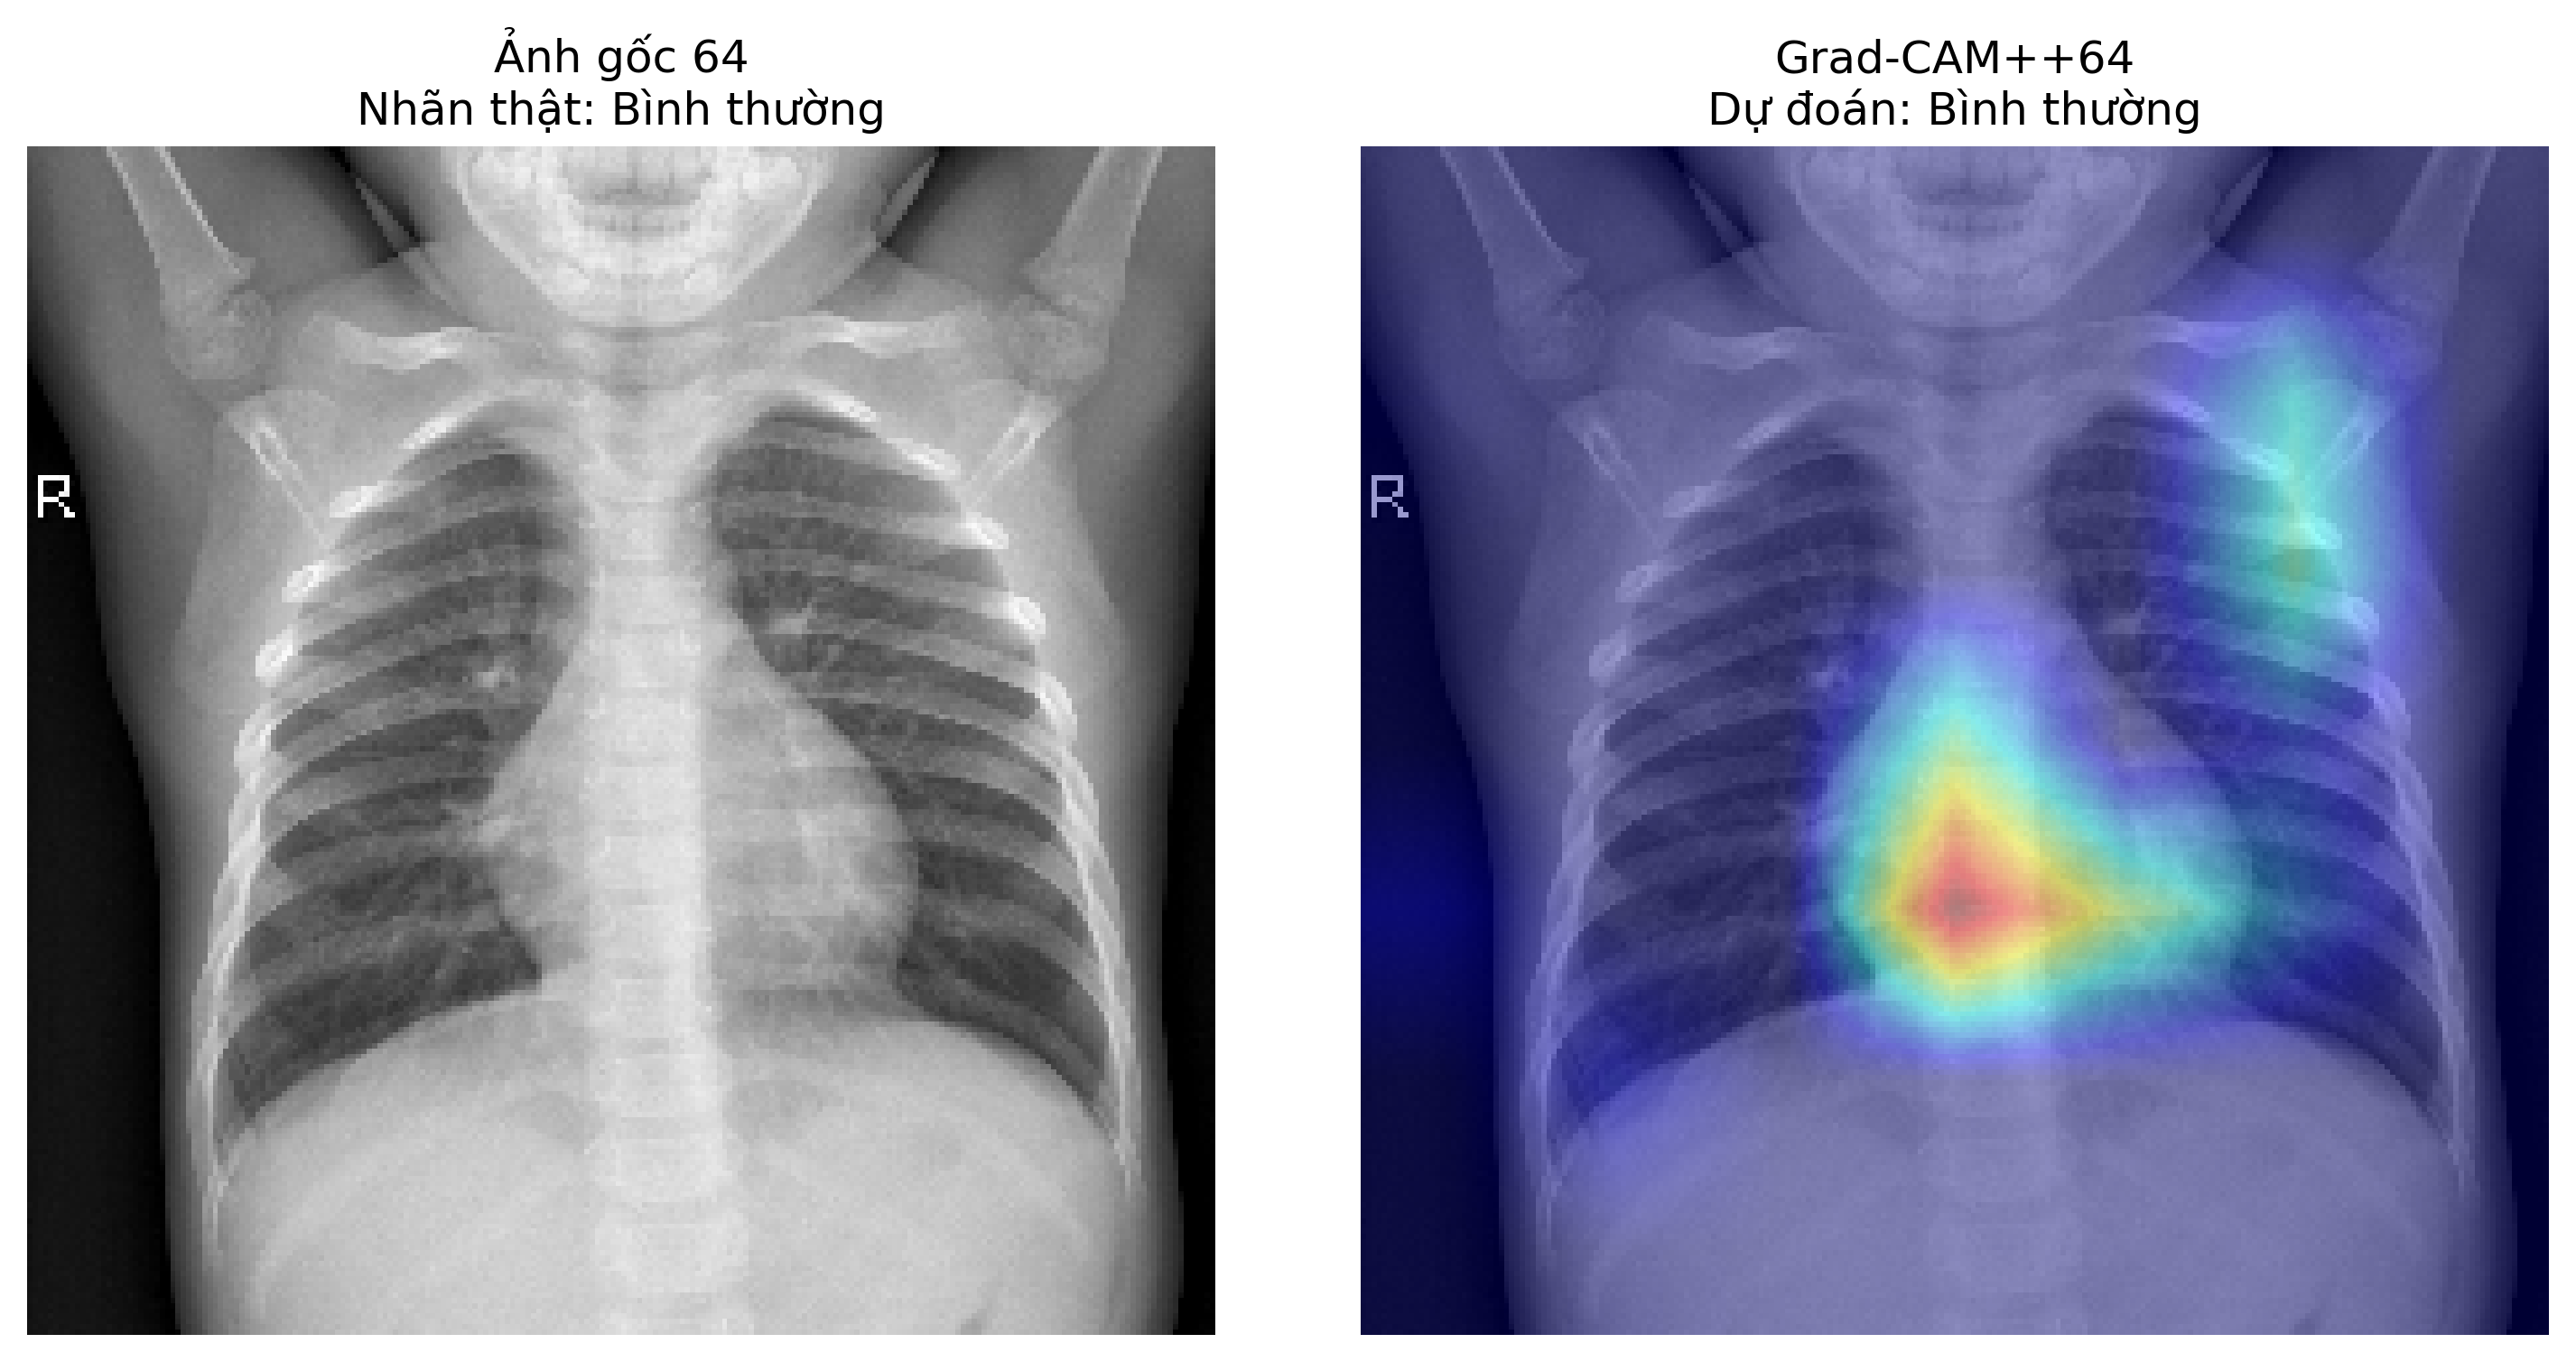 Ảnh gốc 64
Nhãn thật: Bình thường
Grad-CAM++64
Dự đoán: Bình thường
R
R